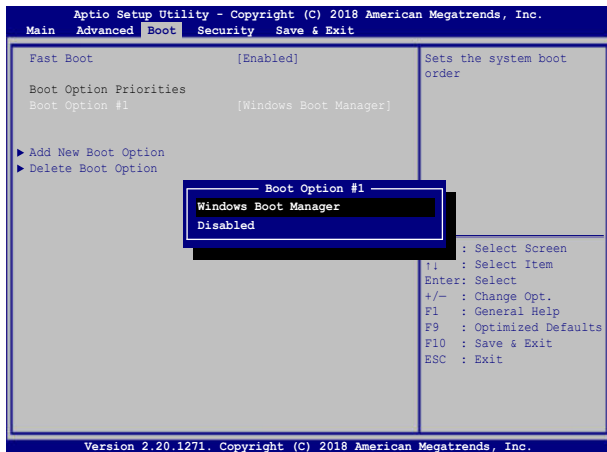 Aptio Setup Utility - Copyright (C) 2018 American Megatrends, Inc.
Main Advanced Boot Security Save & Exit
Fast Boot [Enabled]
Boot Option Priorities
Boot Option #1 [Windows Boot Manager]
▶ Add New Boot Option
▶ Delete Boot Option
Sets the system boot
order
Boot Option #1
Windows Boot Manager
Disabled
: Select Screen
↑↓ : Select Item
Enter: Select
+/— : Change Opt.
F1 : General Help
F9 : Optimized Defaults
F10 : Save & Exit
ESC : Exit
Version 2.20.1271. Copyright (C) 2018 American Megatrends, Inc.